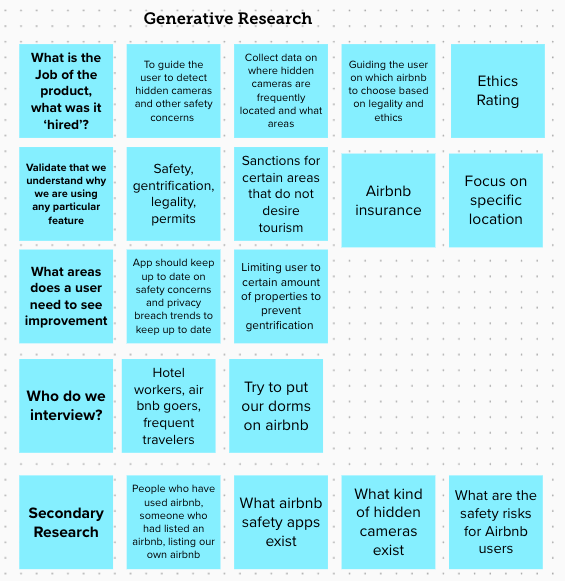 Generative Research
What is the
Job of the
product,
what was it
‘hired’?
To guide the
user to detect
hidden cameras
and other safety
concerns
Collect data on
where hidden
cameras are
frequently
located and what
areas
Guiding the user
on which airbnb
to choose based
on legality and
ethics
Ethics
Rating
Validate that we
understand why
we are using
any particular
feature
Safety,
gentrification,
legality,
permits
Sanctions for
certain areas
that do not
desire
tourism
Airbnb
insurance
Focus on
specific
location
What areas
does a user
need to see
improvement
App should keep
up to date on
safety concerns
and privacy
breach trends to
keep up to date
Limiting user to
certain amount
of properties to
prevent
gentrification
Who do we
interview?
Hotel
workers, air
bnb goers,
frequent
travelers
Try to put
our dorms
on airbnb
Secondary
Research
People who have
used airbnb,
someone who
had listed an
airbnb, listing our
own airbnb
What airbnb
safety apps
exist
What kind
of hidden
cameras
exist
What are the
safety risks
for Airbnb
users